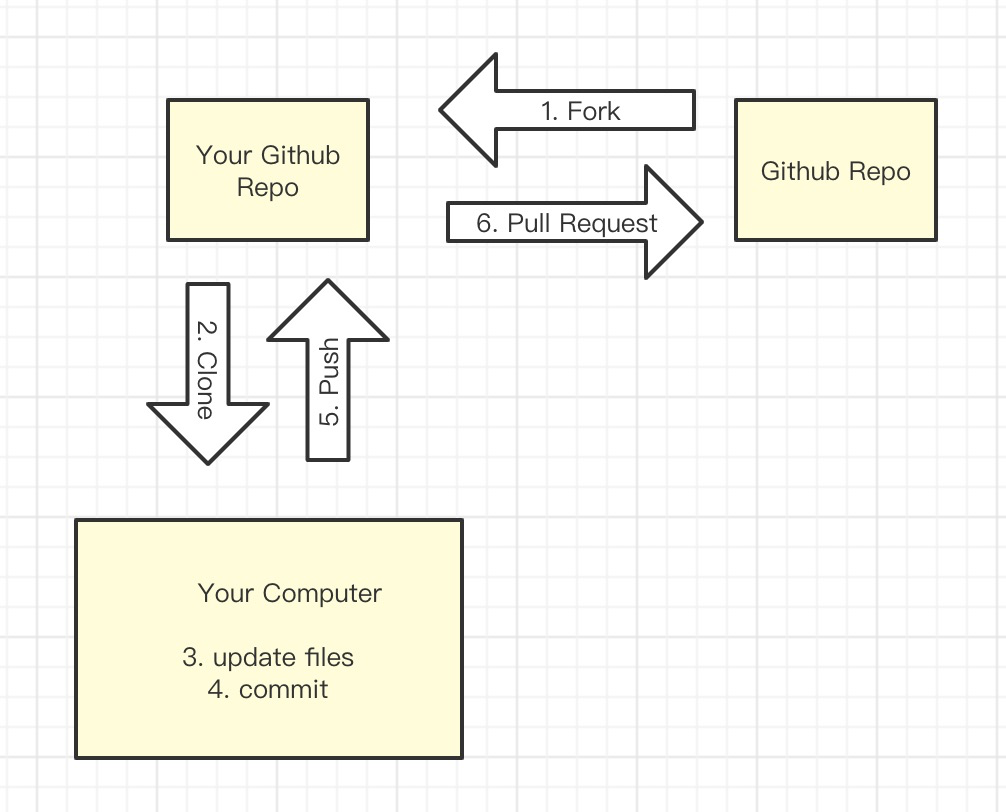 1. Fork
Your Github
Repo
Github Repo
6. Pull Request
2. Clone
5. Push
Your Computer
3. update files
4. commit